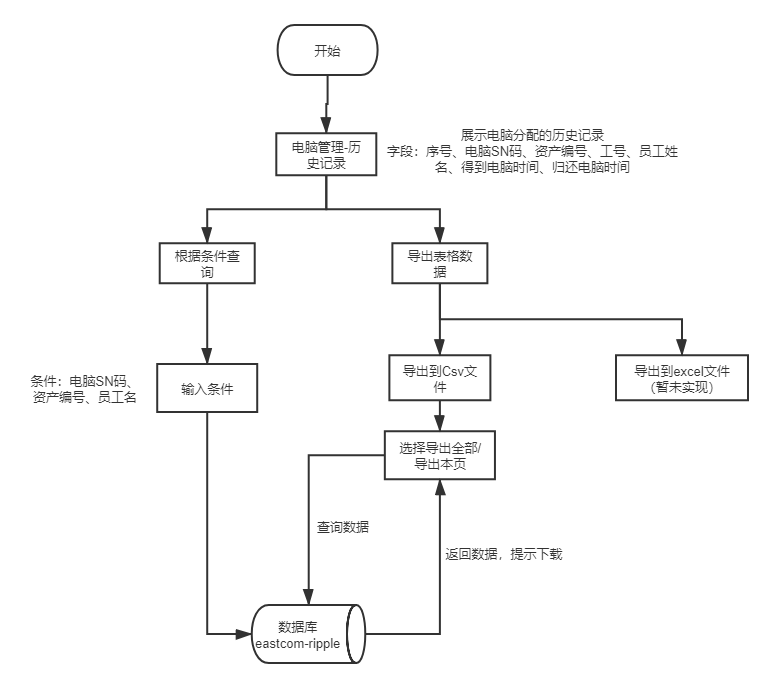 开始
电脑管理-历
史记录
展示电脑分配的历史记录
字段：序号、电脑SN码、资产编号、工号、员工姓
名、得到电脑时间、归还电脑时间
根据条件查
询
导出表格数
据
条件：电脑SN码、
资产编号、员工名
输入条件
导出到Csv文
件
导出到excel文件
（暂未实现）
选择导出全部/
导出本页
查询数据
返回数据，提示下载
数据库
eastcom-ripple